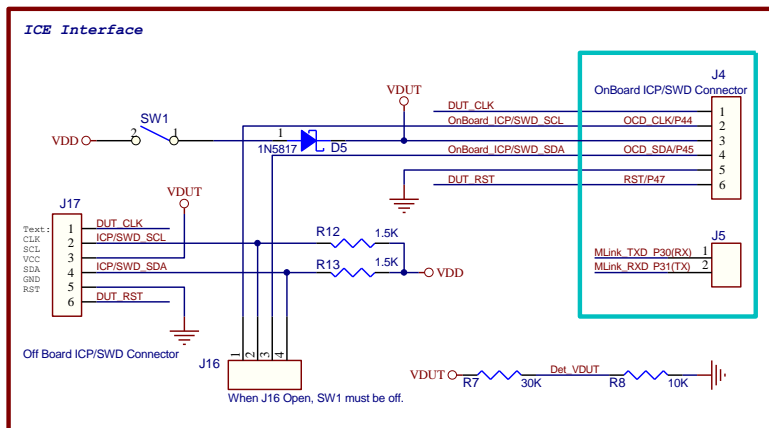 ICE Interface
J4
OnBoard ICP/SWD Connector
VDUT
DUT_CLK
1
OnBoard_ICP/SWD_SCL
OCD_CLK/P44
2
SW1
VDD
2
1
1
1N5817
D5
3
OnBoard_ICP/SWD_SDA
OCD_SDA/P45
4
5
DUT_RST
RST/P47
6
J17
VDUT
Text:
CLK
SCL
VCC
SDA
GND
RST
1
DUT_CLK
2
ICP/SWD_SCL
3
4
ICP/SWD_SDA
5
6
DUT_RST
R12
1.5K
R13
1.5K
VDD
J5
MLink_TXD P30(RX)
1
MLink_RXD P31(TX)
2
Off Board ICP/SWD Connector
J16
1
2
3
4
When J16 Open, SW1 must be off.
VDUT
R7
30K
Det_VDUT
R8
10K